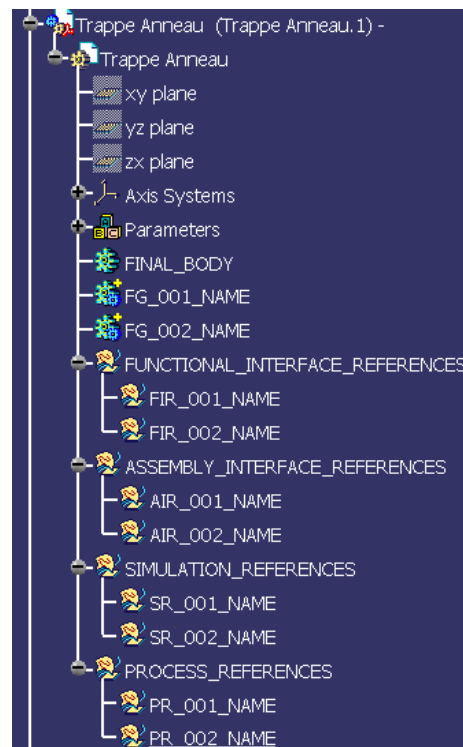 Trappe Anneau (Trappe Anneau.1) -
Trappe Anneau
xy plane
yz plane
zx plane
Axis Systems
Parameters
FINAL_BODY
FG_001_NAME
FG_002_NAME
FUNCTIONAL_INTERFACE_REFERENCES
FIR_001_NAME
FIR_002_NAME
ASSEMBLY_INTERFACE_REFERENCES
AIR_001_NAME
AIR_002_NAME
SIMULATION_REFERENCES
SR_001_NAME
SR_002_NAME
PROCESS_REFERENCES
PR_001_NAME
PR_002_NAME